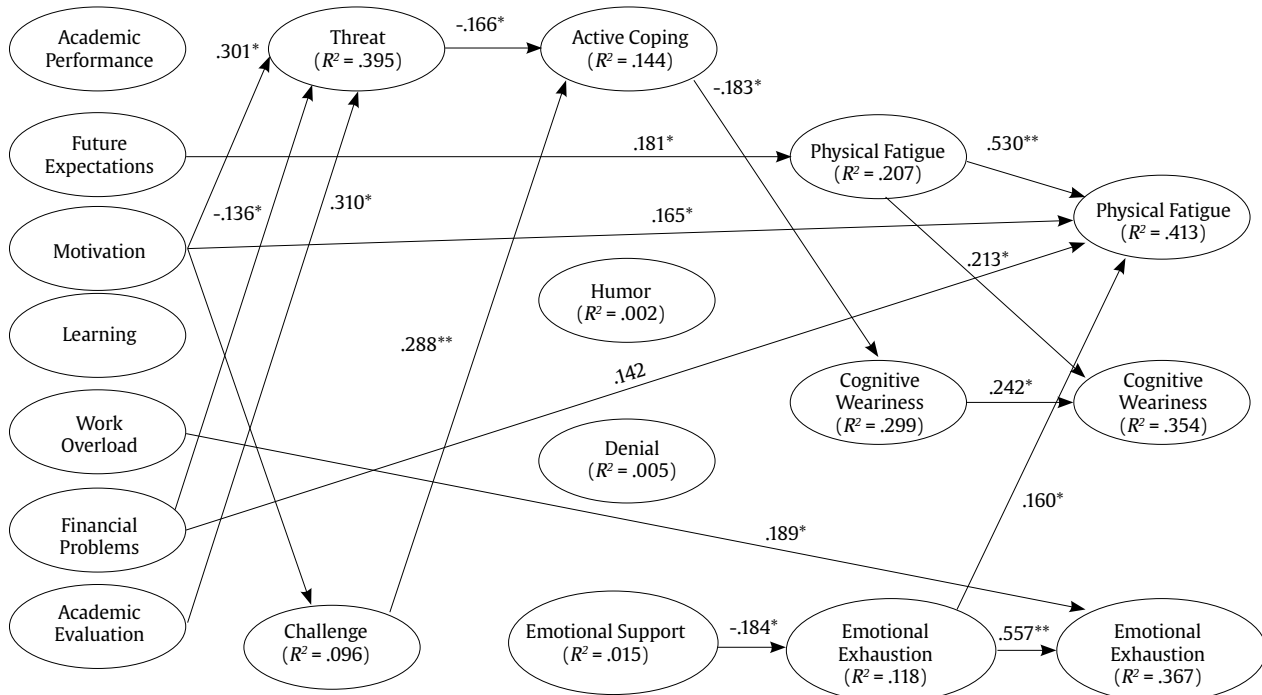 Academic
Performance
.301*
Threat
(R² = .395)
-.166*
Active Coping
(R² = .144)
-.183*
Future
Expectations
.181*
Physical Fatigue
(R² = .207)
.530**
Physical Fatigue
(R² = .413)
-.136*
.310*
.165*
Motivation
.213*
Humor
(R² = .002)
Learning
.288**
.142
Cognitive
Weariness
(R² = .299)
.242*
Cognitive
Weariness
(R² = .354)
Work
Overload
Denial
(R² = .005)
.160*
Financial
Problems
.189*
Academic
Evaluation
Challenge
(R² = .096)
Emotional Support
(R² = .015)
-.184*
Emotional
Exhaustion
(R² = .118)
.557**
Emotional
Exhaustion
(R² = .367)